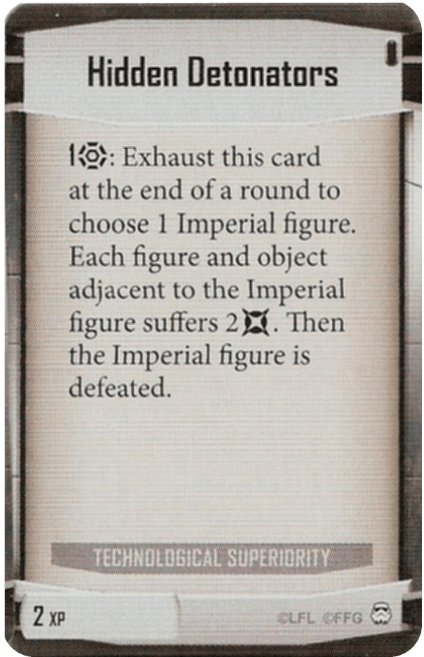 Hidden Detonators
1: Exhaust this card
at the end of a round to
choose 1 Imperial figure.
Each figure and object
adjacent to the Imperial
figure suffers 2. Then
the Imperial figure is
defeated.
TECHNOLOGICAL SUPERIORITY
2 XP
©LFL ©FFG